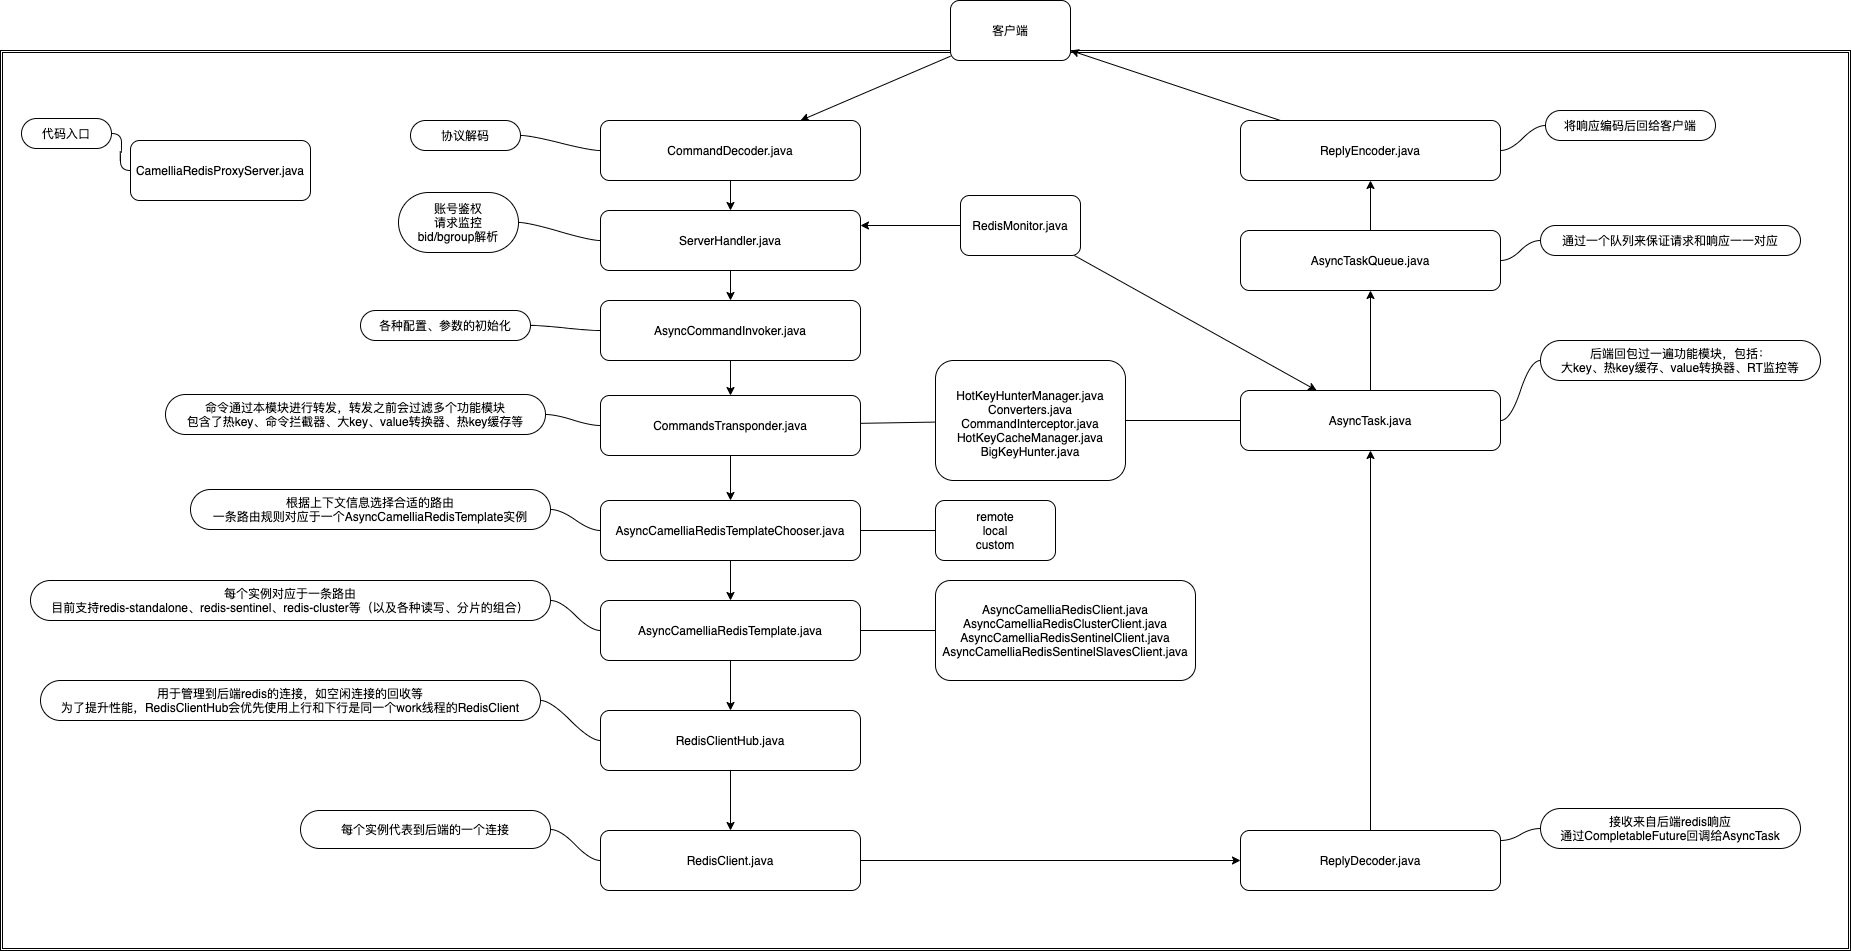 客户端
代码入口
CamelliaRedisProxyServer.java
协议解码
CommandDecoder.java
ReplyEncoder.java
将响应编码后回给客户端
账号鉴权
请求监控
bid/bgroup解析
ServerHandler.java
RedisMonitor.java
AsyncTaskQueue.java
通过一个队列来保证请求和响应一一对应
各种配置、参数的初始化
AsyncCommandInvoker.java
后端回包过一遍功能模块，包括：
大key、热key缓存、value转换器、RT监控等
命令通过本模块进行转发，转发之前会过滤多个功能模块
包含了热key、命令拦截器、大key、value转换器、热key缓存等
CommandsTransponder.java
HotKeyHunterManager.java
Converters.java
CommandInterceptor.java
HotKeyCacheManager.java
BigKeyHunter.java
AsyncTask.java
根据上下文信息选择合适的路由
一条路由规则对应于一个AsyncCamelliaRedisTemplate实例
AsyncCamelliaRedisTemplateChooser.java
remote
local
custom
每个实例对应于一条路由
目前支持redis-standalone、redis-sentinel、redis-cluster等（以及各种读写、分片的组合）
AsyncCamelliaRedisTemplate.java
AsyncCamelliaRedisClient.java
AsyncCamelliaRedisClusterClient.java
AsyncCamelliaRedisSentinelClient.java
AsyncCamelliaRedisSentinelSlavesClient.java
用于管理到后端redis的连接，如空闲连接的回收等
为了提升性能，RedisClientHub会优先使用上行和下行是同一个work线程的RedisClient
RedisClientHub.java
每个实例代表到后端的一个连接
RedisClient.java
ReplyDecoder.java
接收来自后端redis响应
通过CompletableFuture回调给AsyncTask